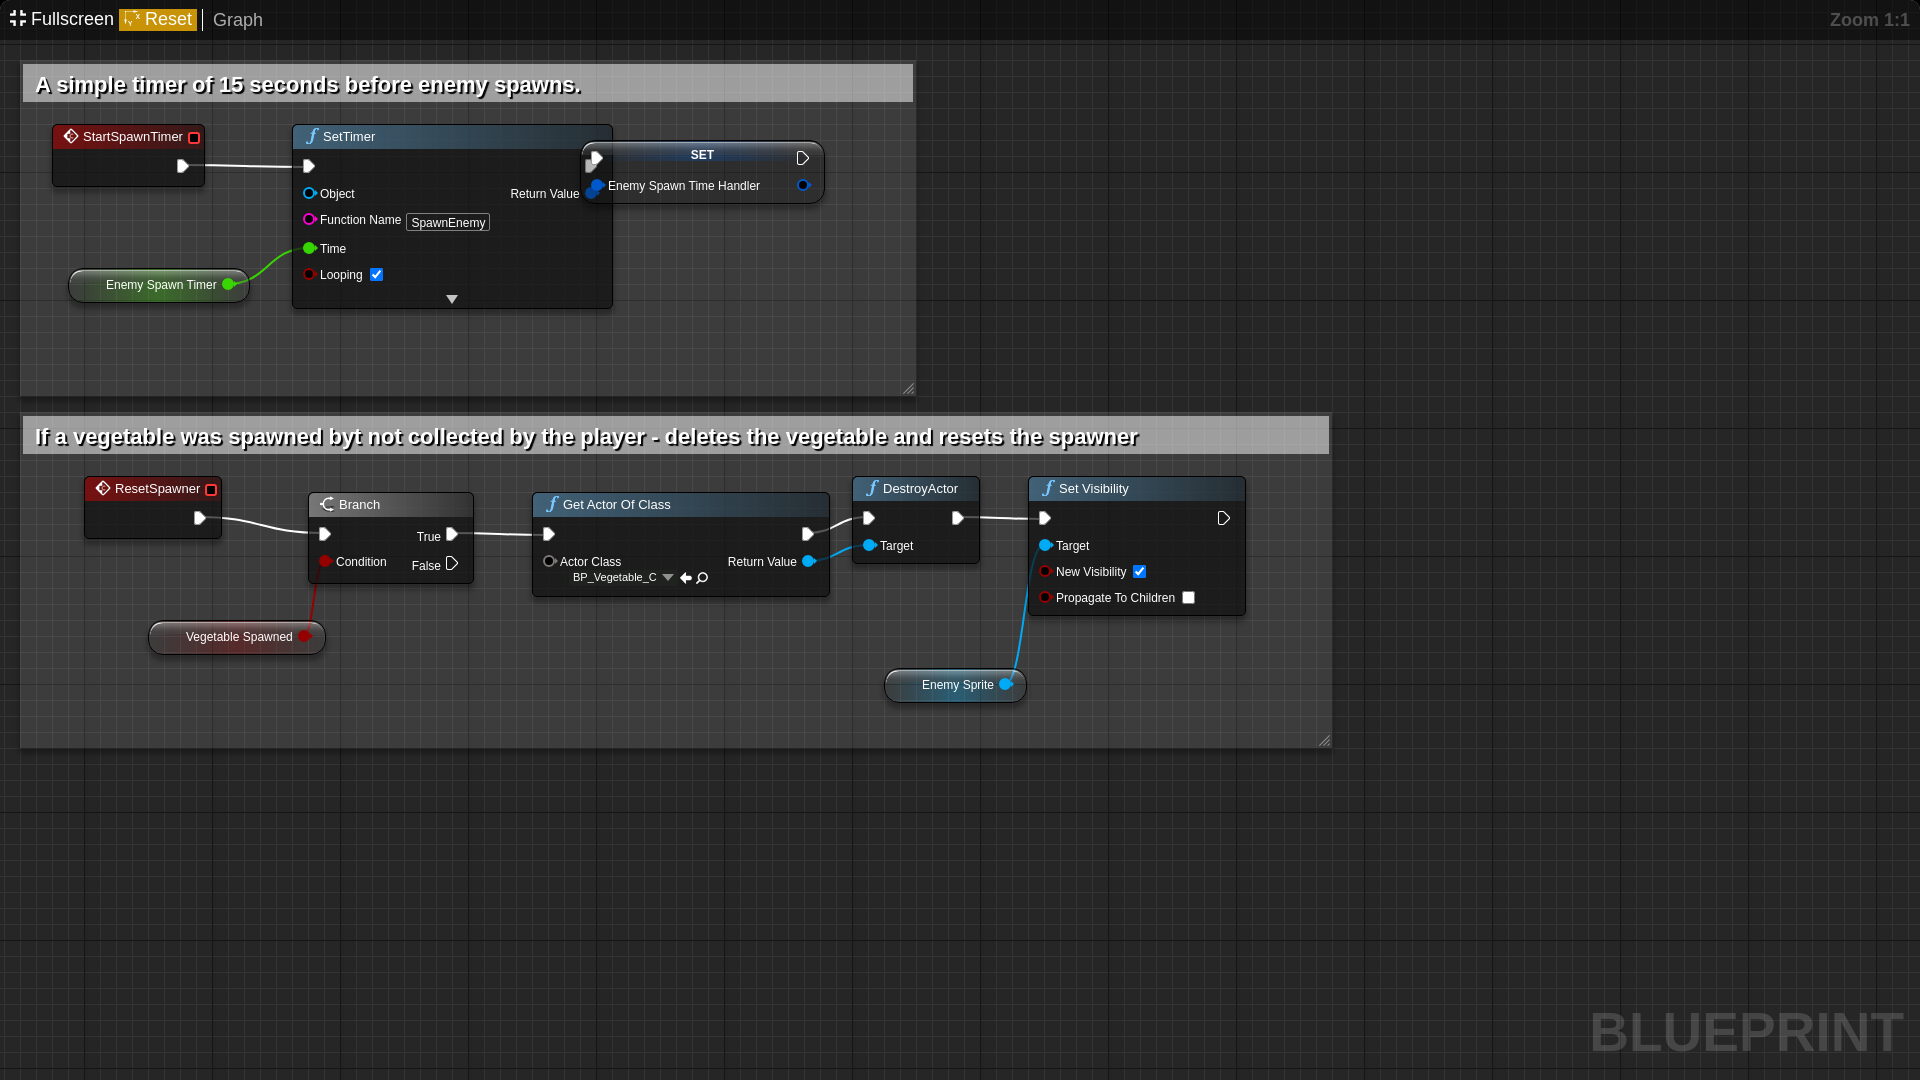 Fullscreen Reset Graph Zoom 1:1
A simple timer of 15 seconds before enemy spawns.
StartSpawnTimer
SetTimer
SET
Object
Return Value
Enemy Spawn Time Handler
Function Name SpawnEnemy
Time
Looping
Enemy Spawn Timer
If a vegetable was spawned byt not collected by the player - deletes the vegetable and resets the spawner
ResetSpawner
Branch
True
Condition
False
Vegetable Spawned
Get Actor Of Class
Actor Class
Return Value
BP_Vegetable_C
DestroyActor
Target
Set Visibility
Target
New Visibility
Propagate To Children
Enemy Sprite
BLUEPRINT